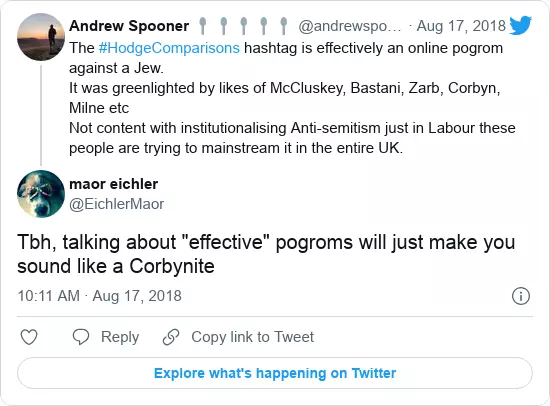 Andrew Spooner 🥄 🥄 🥄 🥄 🥄 @andrewspo… · Aug 17, 2018
The #HodgeComparisons hashtag is effectively an online pogrom
against a Jew.
It was greenlighted by likes of McCluskey, Bastani, Zarb, Corbyn,
Milne etc
Not content with institutionalising Anti-semitism just in Labour these
people are trying to mainstream it in the entire UK.
maor eichler
@EichlerMaor
Tbh, talking about "effective" pogroms will just make you
sound like a Corbynite
10:11 AM · Aug 17, 2018
Reply Copy link to Tweet
Explore what's happening on Twitter